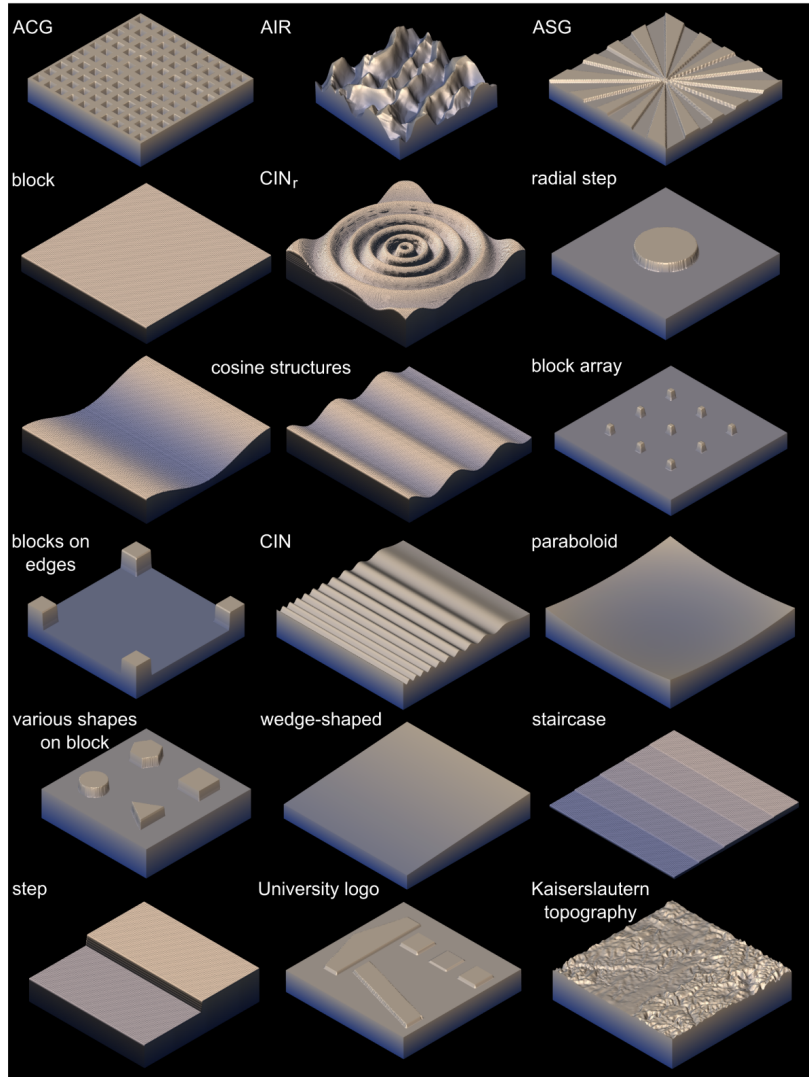 ACG
AIR
ASG
block
CINr
radial step
cosine structures
block array
blocks on
edges
CIN
paraboloid
various shapes
on block
wedge-shaped
staircase
step
University logo
Kaiserslautern
topography